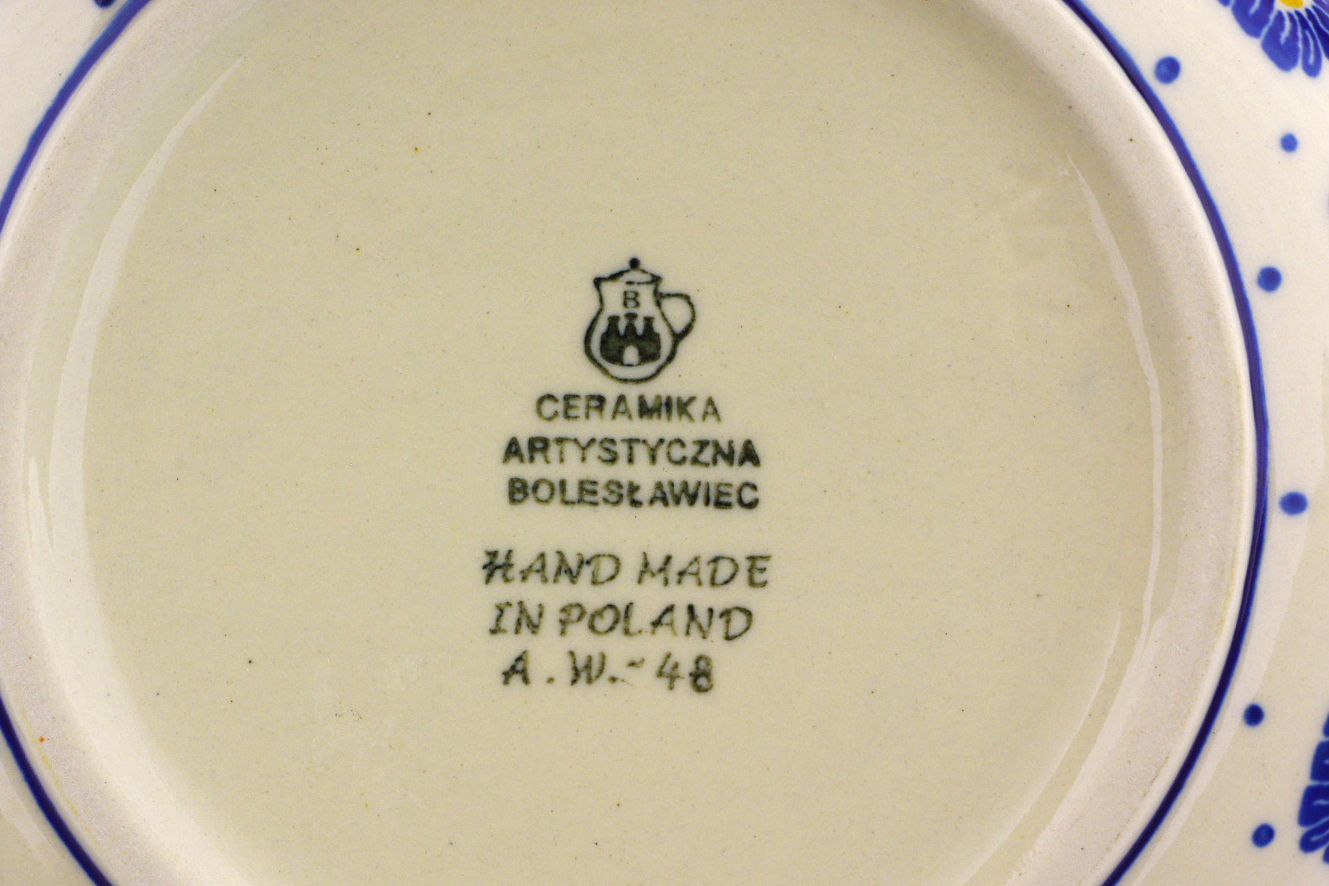 B
CERAMIKA
ARTYSTYCZNA
BOLESŁAWIEC
HAND MADE
IN POLAND
A.W.-48